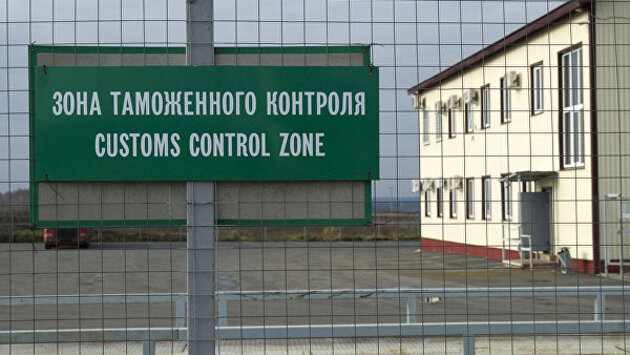 ЗОНА ТАМОЖЕННОГО КОНТРОЛЯ
CUSTOMS CONTROL ZONE